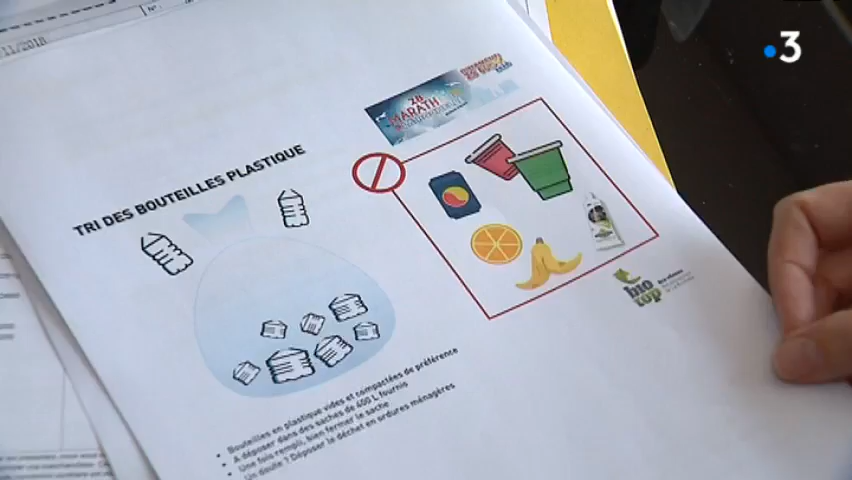 11/2018
N°
3
28
MARATH
TRI DES BOUTEILLES PLASTIQUE
bio
top
• Bouteilles en plastique vides et compactées de préférence
• A déposer dans des saches de 400 L fournis
• Une fois rempli, bien fermer le sache
• Un doute ? Déposer le déchet en ordures ménagères